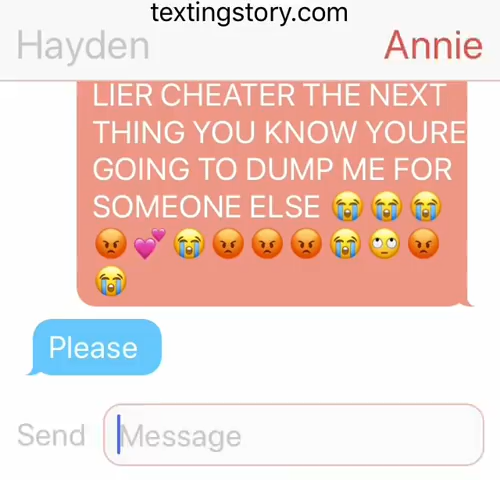 textingstory.com
Hayden Annie
LIER CHEATER THE NEXT
THING YOU KNOW YOURE
GOING TO DUMP ME FOR
SOMEONE ELSE 😭 😭 😭
😡 💕 😭 😡 😡 😡 😭 🙄 😡
😭
Please
Send Message